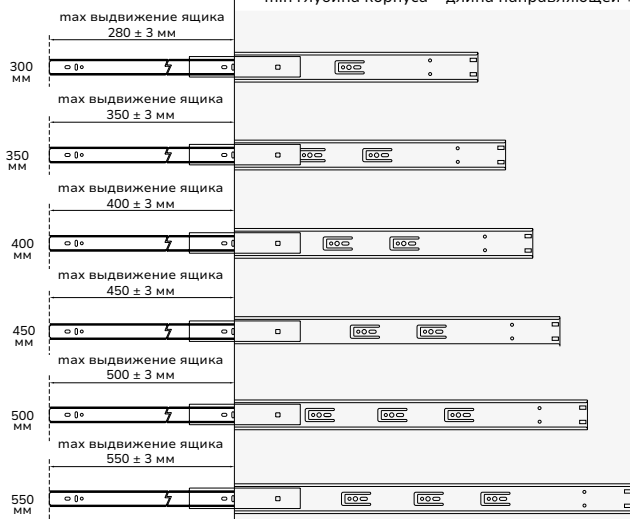 min глубина корпуса = длина направляющей
max выдвижение ящика
280 ± 3 мм
300
мм
max выдвижение ящика
350 ± 3 мм
350
мм
max выдвижение ящика
400 ± 3 мм
400
мм
max выдвижение ящика
450 ± 3 мм
450
мм
max выдвижение ящика
500 ± 3 мм
500
мм
max выдвижение ящика
550 ± 3 мм
550
мм